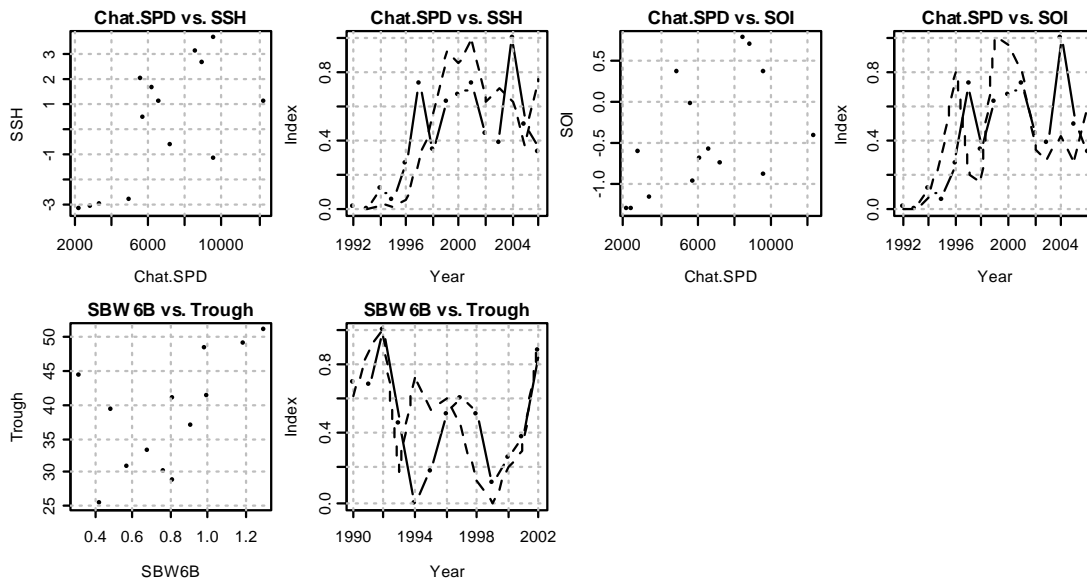 Chat.SPD vs. SSH
SSH
3
2
1
-1
-3
2000 6000 10000
Chat.SPD
Chat.SPD vs. SSH
Index
0.8
0.4
0.0
1992 1996 2000 2004
Year
Chat.SPD vs. SOI
SOI
0.5
0.0
-0.5
-1.0
2000 6000 10000
Chat.SPD
Chat.SPD vs. SOI
Index
0.8
0.4
0.0
1992 1996 2000 2004
Year
SBW 6B vs. Trough
Trough
50
45
40
35
30
25
0.4 0.6 0.8 1.0 1.2
SBW6B
SBW 6B vs. Trough
Index
0.8
0.4
0.0
1990 1994 1998 2002
Year